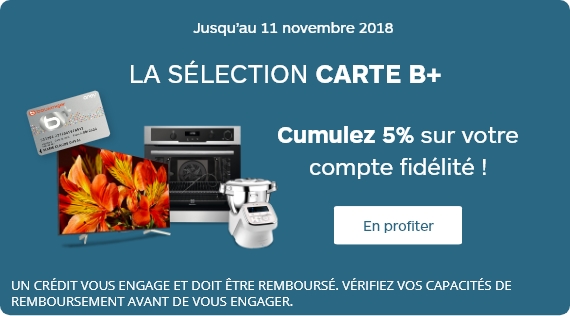 Jusqu'au 11 novembre 2018
LA SÉLECTION CARTE B+
Cumulez 5% sur votre
compte fidélité !
En profiter
UN CRÉDIT VOUS ENGAGE ET DOIT ÊTRE REMBOURSÉ. VÉRIFIEZ VOS CAPACITÉS DE
REMBOURSEMENT AVANT DE VOUS ENGAGER.